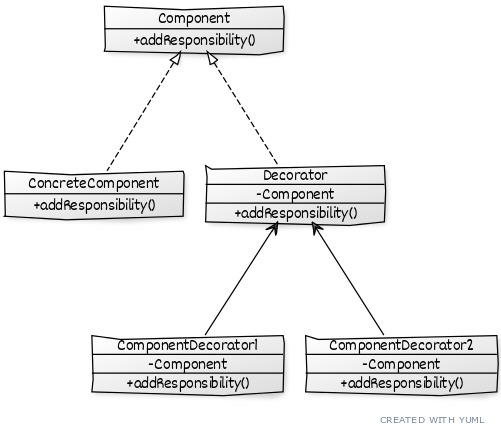 Component
+addResponsibility()
ConcreteComponent
+addResponsibility()
Decorator
-Component
+addResponsibility()
ComponentDecorator1
-Component
+addResponsibility()
ComponentDecorator2
-Component
+addResponsibility()
CREATED WITH YUML